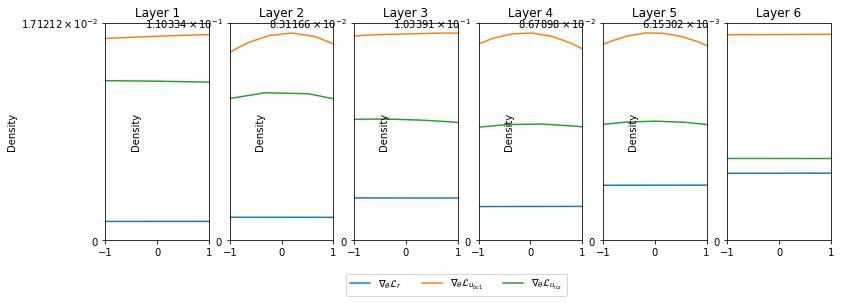 Layer 1 Layer 2 Layer 3 Layer 4 Layer 5 Layer 6
1.71212 × 10⁻² 1.10334 × 10⁻¹ 8.31166 × 10⁻² 1.03391 × 10⁻¹ 8.67898 × 10⁻² 6.15302 × 10⁻³
Density Density Density Density Density Density
0 0 0 0 0 0
−1 0 1 −1 0 1 −1 0 1 −1 0 1 −1 0 1 −1 0 1
∇θℒr ∇θℒu_bc1 ∇θℒu_ics